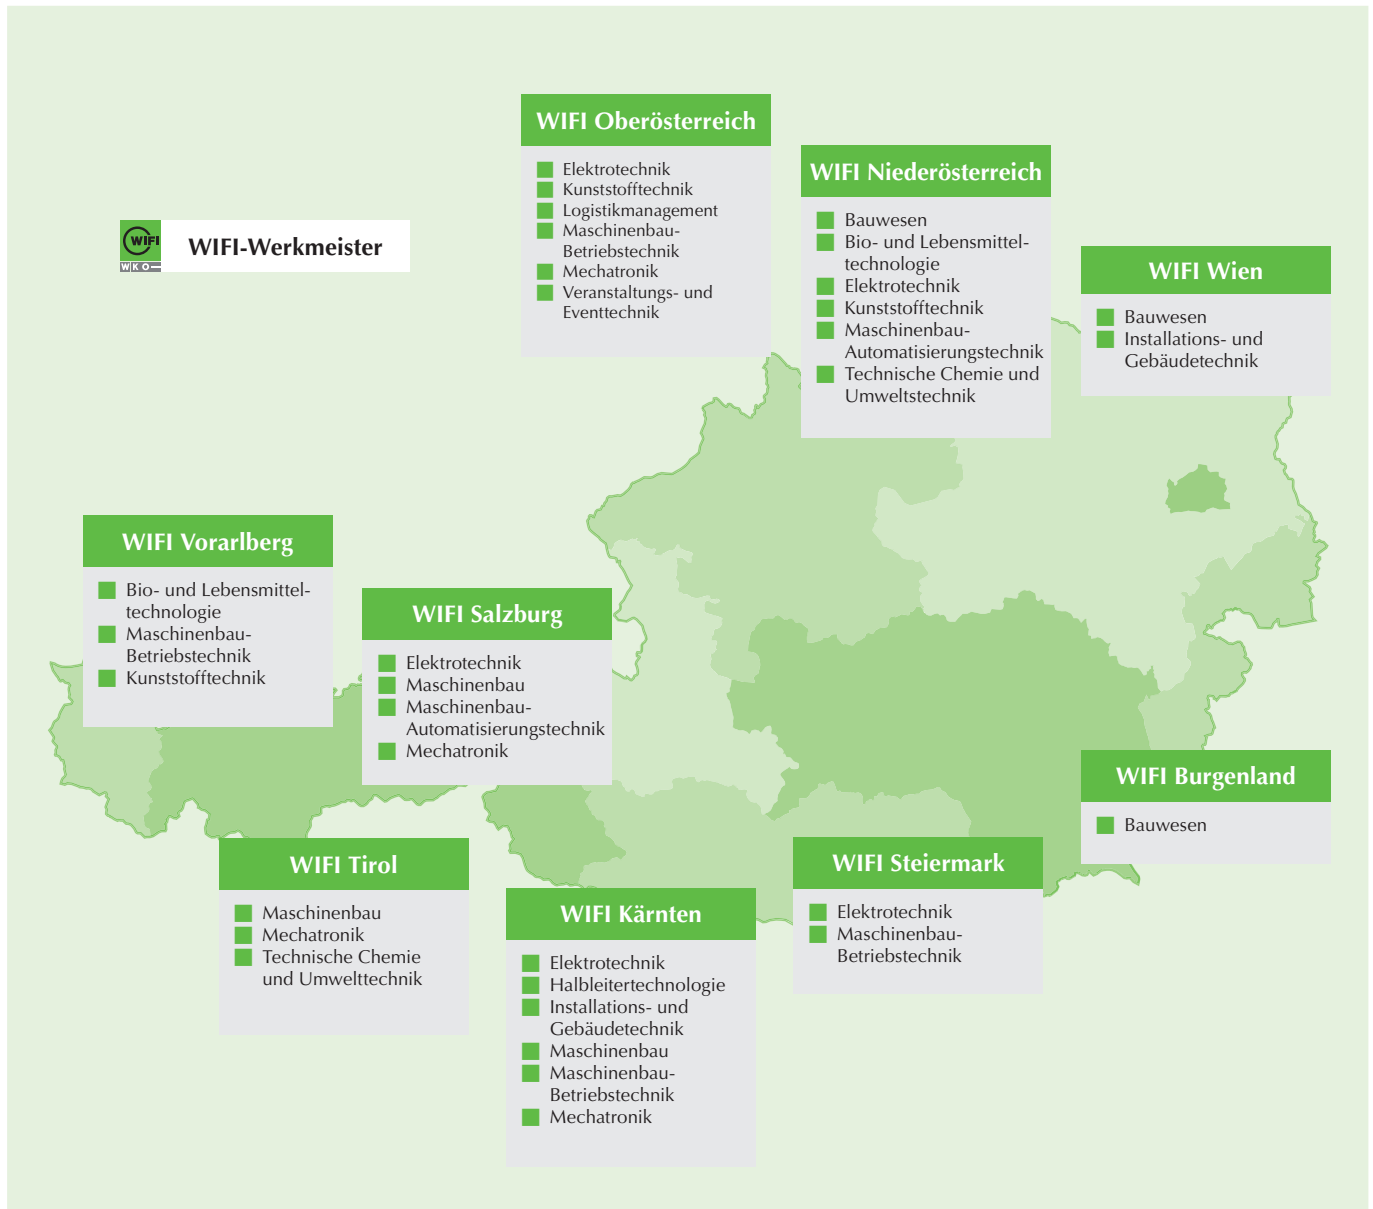 WIFI
WKO
WIFI-Werkmeister
WIFI Oberösterreich
Elektrotechnik
Kunststofftechnik
Logistikmanagement
Maschinenbau-
Betriebstechnik
Mechatronik
Veranstaltungs- und
Eventtechnik
WIFI Niederösterreich
Bauwesen
Bio- und Lebensmittel-
technologie
Elektrotechnik
Kunststofftechnik
Maschinenbau-
Automatisierungstechnik
Technische Chemie und
Umweltstechnik
WIFI Wien
Bauwesen
Installations- und
Gebäudetechnik
WIFI Vorarlberg
Bio- und Lebensmittel-
technologie
Maschinenbau-
Betriebstechnik
Kunststofftechnik
WIFI Salzburg
Elektrotechnik
Maschinenbau
Maschinenbau-
Automatisierungstechnik
Mechatronik
WIFI Burgenland
Bauwesen
WIFI Tirol
Maschinenbau
Mechatronik
Technische Chemie
und Umwelttechnik
WIFI Kärnten
Elektrotechnik
Halbleitertechnologie
Installations- und
Gebäudetechnik
Maschinenbau
Maschinenbau-
Betriebstechnik
Mechatronik
WIFI Steiermark
Elektrotechnik
Maschinenbau-
Betriebstechnik